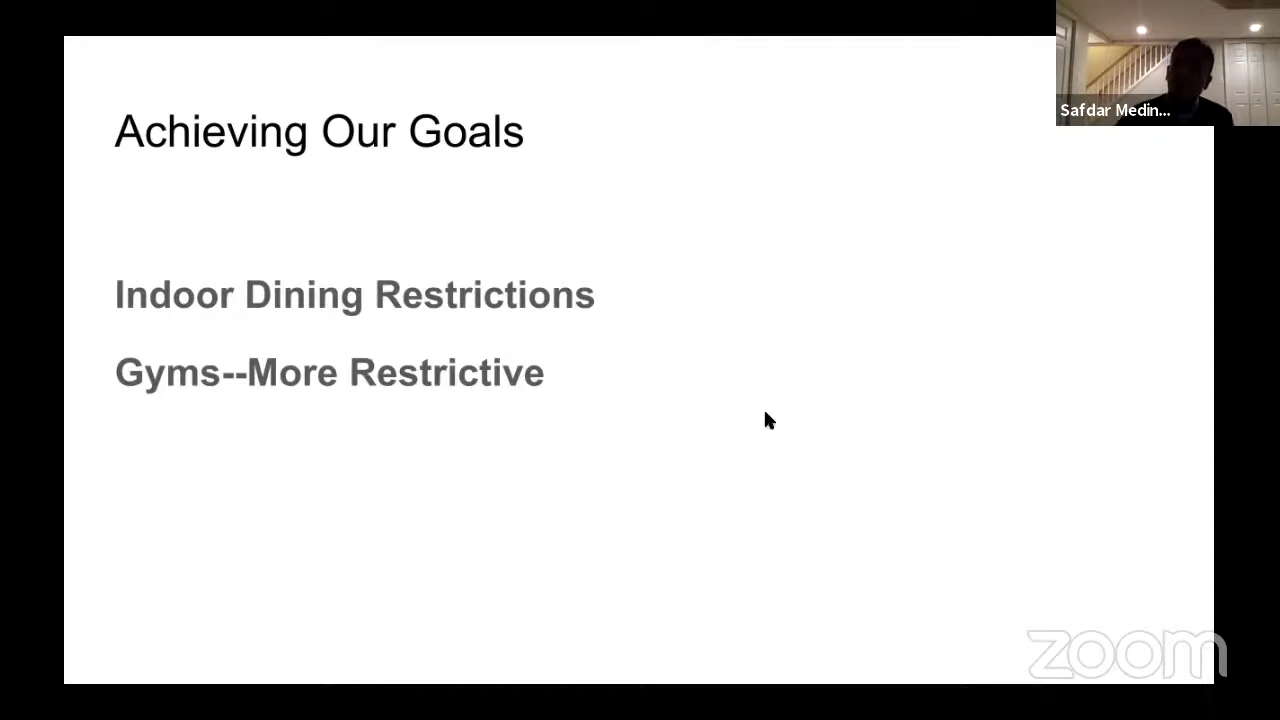 Safdar Medin...
Achieving Our Goals
Indoor Dining Restrictions
Gyms--More Restrictive
zoom